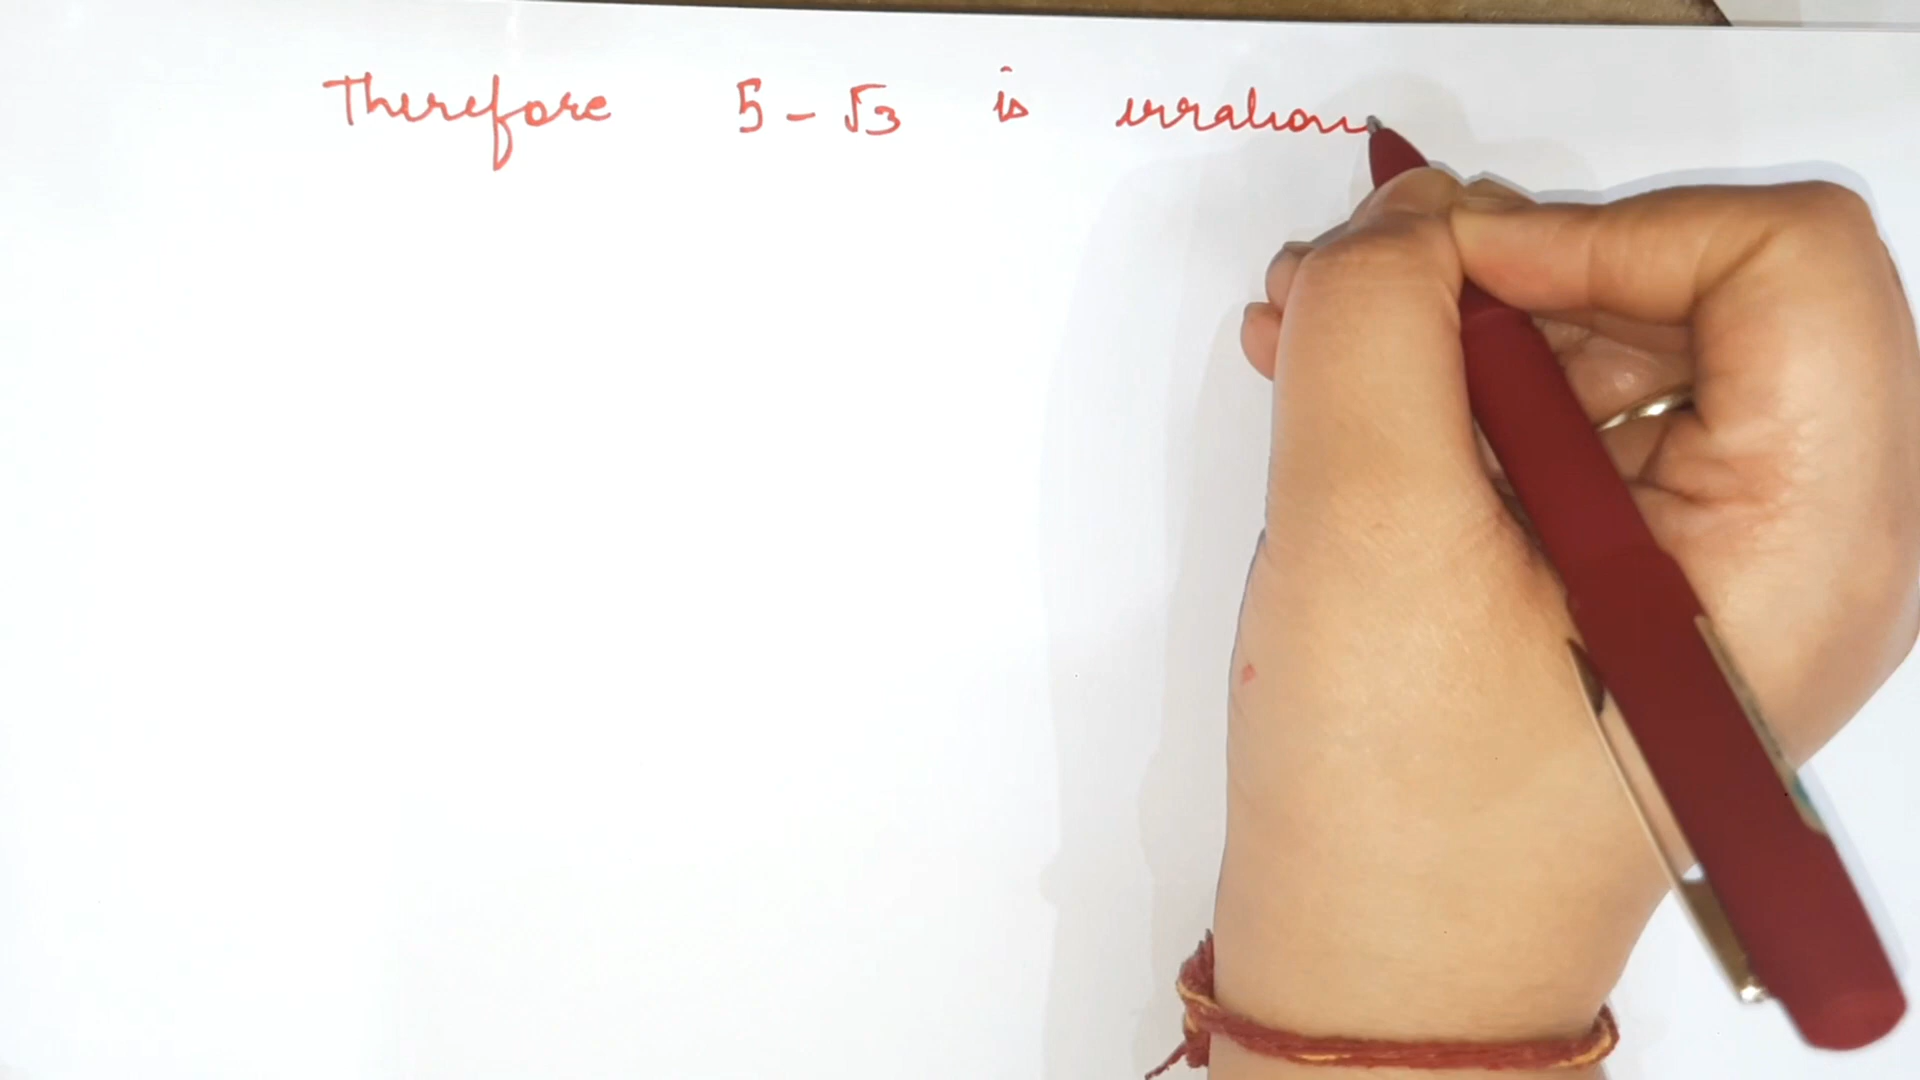 Therefore 5 - √3 is irration